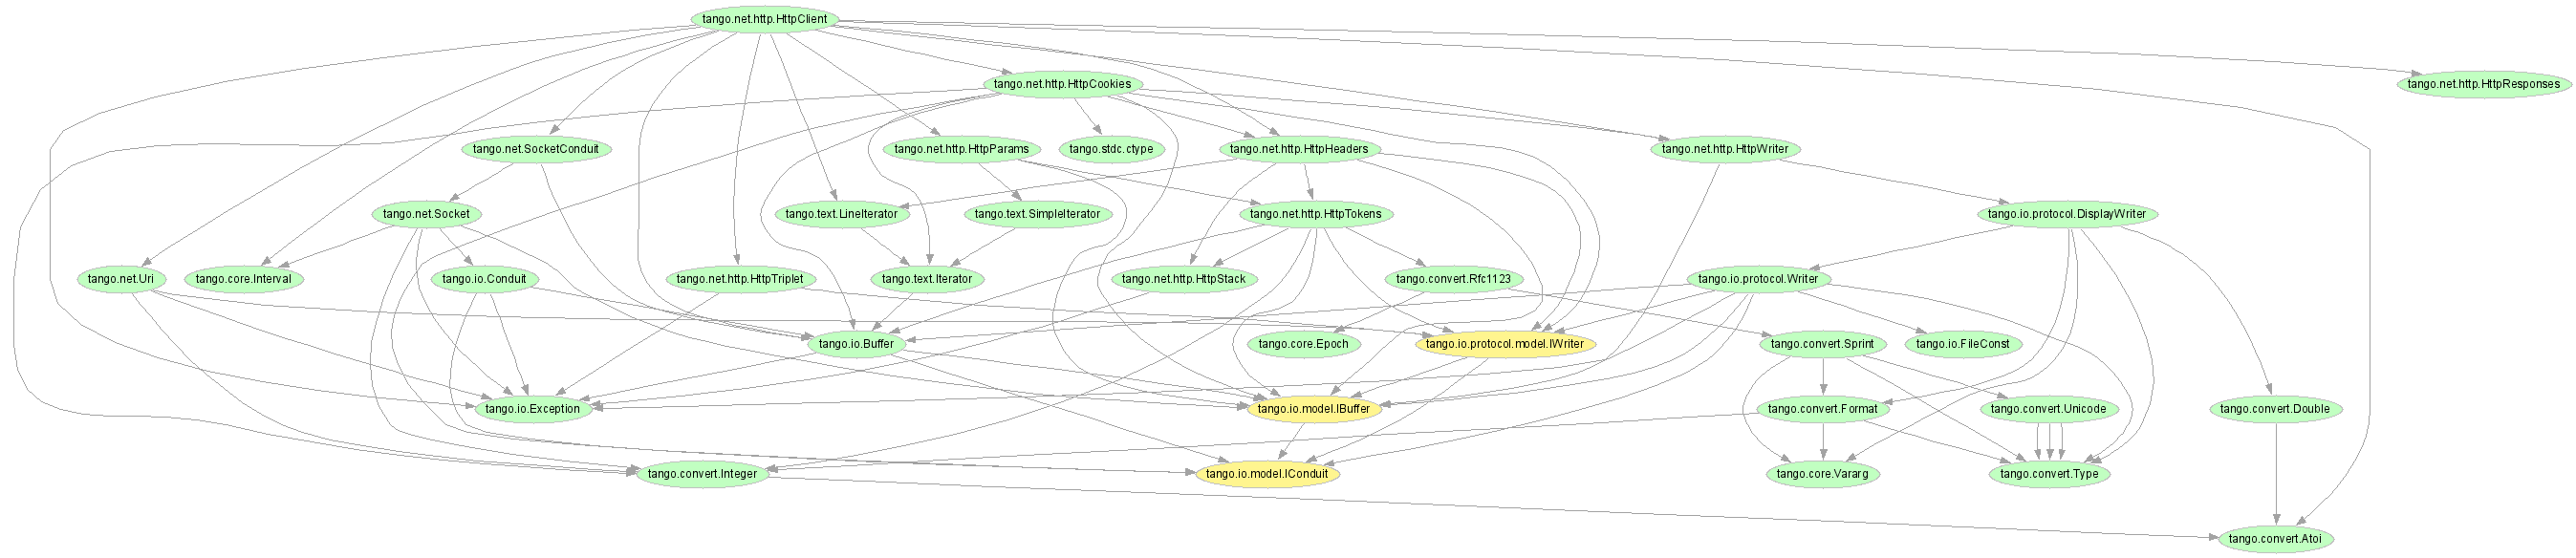 tango.net.http.HttpClient
tango.net.http.HttpCookies
tango.net.http.HttpResponses
tango.net.SocketConduit
tango.net.http.HttpParams
tango.stdc.ctype
tango.net.http.HttpHeaders
tango.net.http.HttpWriter
tango.net.Socket
tango.text.LineIterator
tango.text.SimpleIterator
tango.net.http.HttpTokens
tango.io.protocol.DisplayWriter
tango.net.Uri
tango.core.Interval
tango.io.Conduit
tango.net.http.HttpTriplet
tango.text.Iterator
tango.net.http.HttpStack
tango.convert.Rfc1123
tango.io.protocol.Writer
tango.io.Buffer
tango.core.Epoch
tango.io.protocol.model.IWriter
tango.convert.Sprint
tango.io.FileConst
tango.io.Exception
tango.io.model.IBuffer
tango.convert.Format
tango.convert.Unicode
tango.convert.Double
tango.convert.Integer
tango.io.model.IConduit
tango.core.Vararg
tango.convert.Type
tango.convert.Atoi